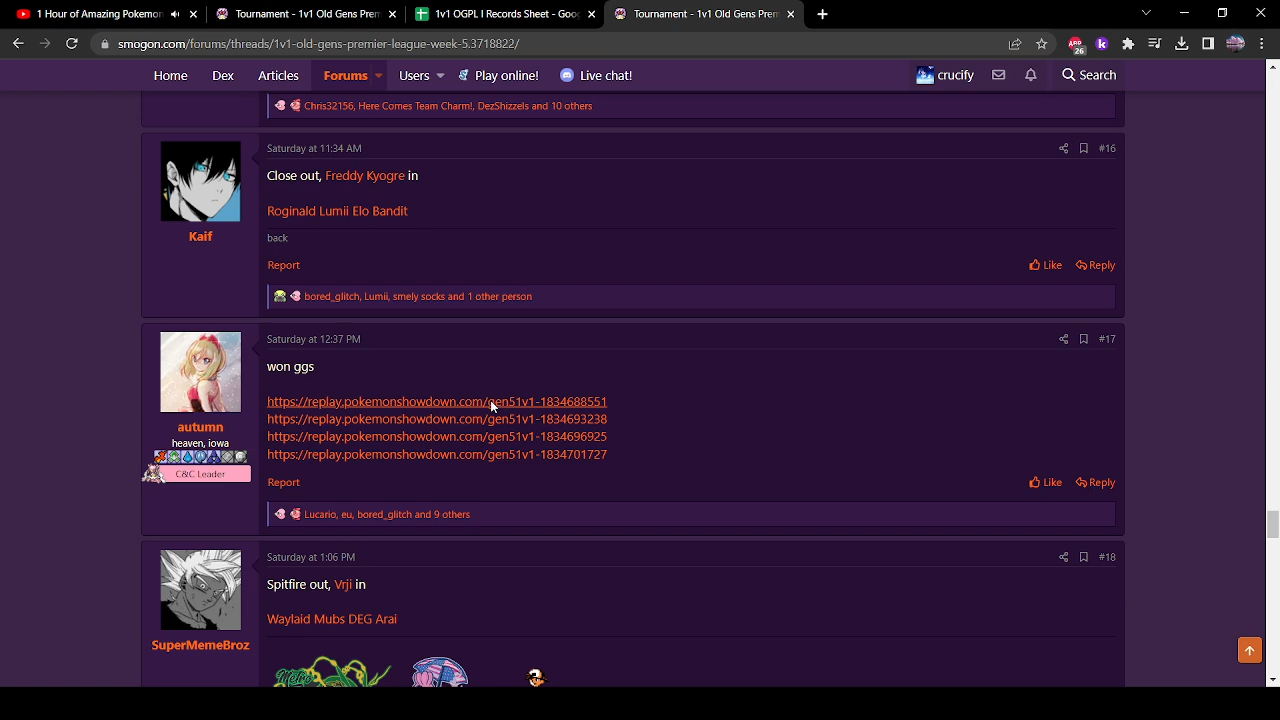 1 Hour of Amazing Pokemon
Tournament - 1v1 Old Gens Prem
1v1 OGPL I Records Sheet - Goog
Tournament - 1v1 Old Gens Prem
smogon.com/forums/threads/1v1-old-gens-premier-league-week-5.3718822/
26
Home
Dex
Articles
Forums
Users
Play online!
Live chat!
crucify
Search
Chris32156, Here Comes Team Charm!, DezShizzels and 10 others
Saturday at 11:34 AM
#16
Close out, Freddy Kyogre in
Roginald Lumii Elo Bandit
Kaif
back
Report
Like
Reply
bored_glitch, Lumii, smely socks and 1 other person
Saturday at 12:37 PM
#17
won ggs
https://replay.pokemonshowdown.com/gen51v1-1834688551
https://replay.pokemonshowdown.com/gen51v1-1834693238
https://replay.pokemonshowdown.com/gen51v1-1834696925
https://replay.pokemonshowdown.com/gen51v1-1834701727
autumn
heaven, iowa
C&C Leader
Report
Like
Reply
Lucario, eu, bored_glitch and 9 others
Saturday at 1:06 PM
#18
Spitfire out, Vrji in
Waylaid Mubs DEG Arai
SuperMemeBroz